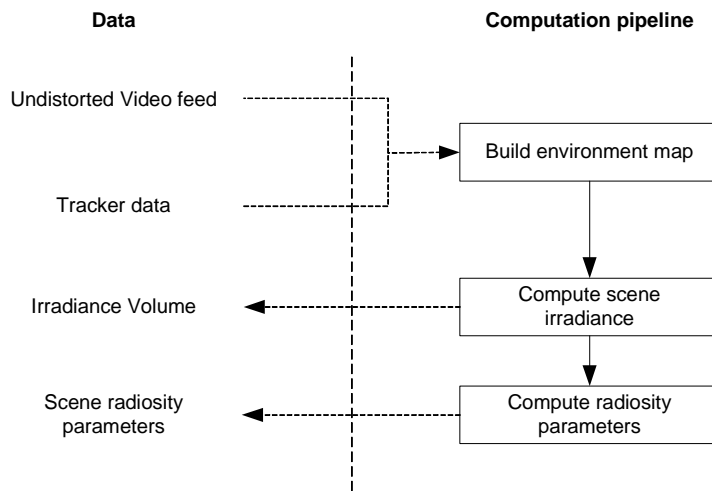 Data
Computation pipeline
Undistorted Video feed
Build environment map
Tracker data
Irradiance Volume
Compute scene
irradiance
Scene radiosity
parameters
Compute radiosity
parameters